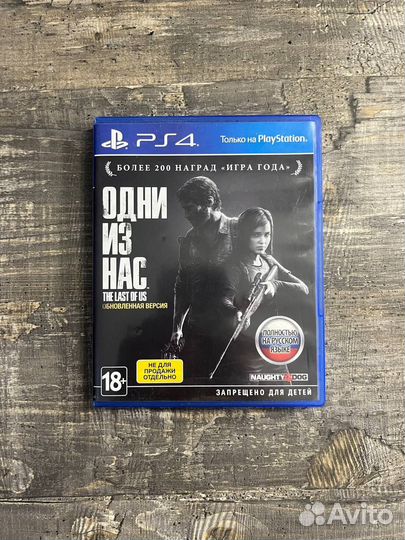 PS4
Только на PlayStation.
БОЛЕЕ 200 НАГРАД «ИГРА ГОДА»
ОДНИ
ИЗ
НАС
THE LAST OF US
ОБНОВЛЕННАЯ ВЕРСИЯ
ПОЛНОСТЬЮ
НА РУССКОМ
ЯЗЫКЕ
НЕ ДЛЯ
ПРОДАЖИ
ОТДЕЛЬНО
18+
NAUGHTY DOG
ЗАПРЕЩЕНО ДЛЯ ДЕТЕЙ
Avito